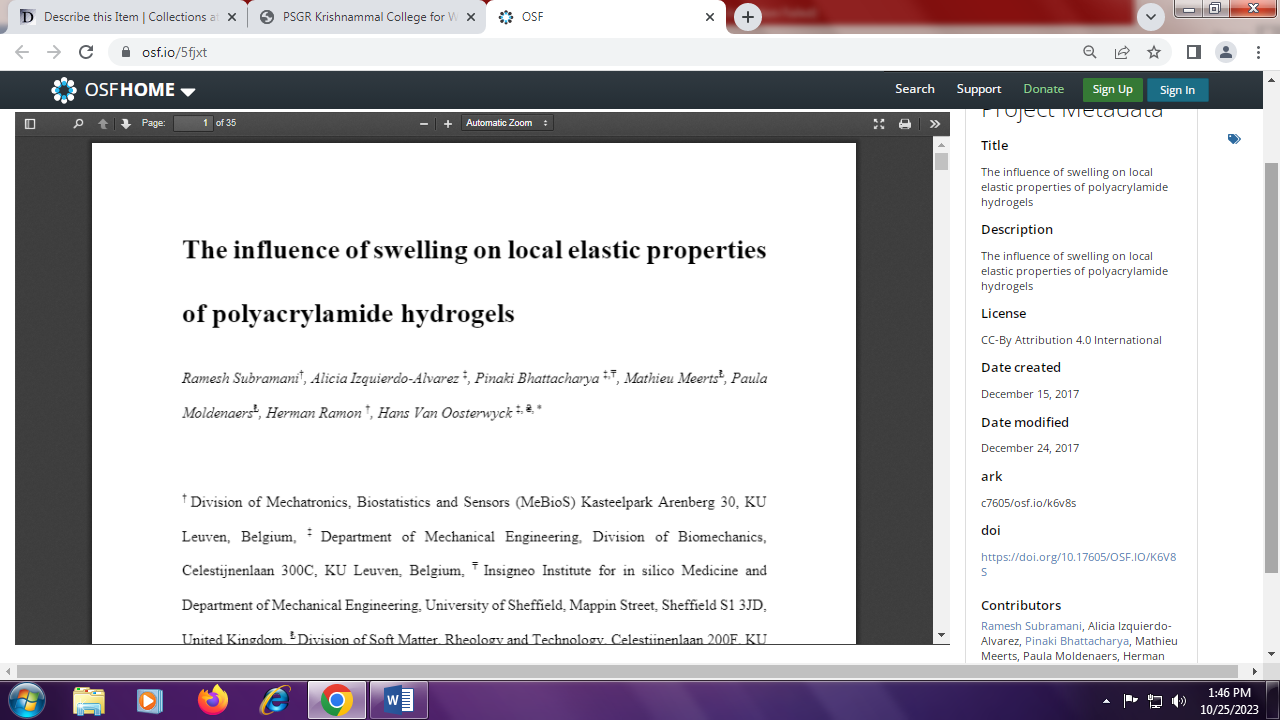 Describe this Item | Collections at
PSGR Krishnammal College for W
OSF
osf.io/5fjxt
OSFHOME
Search
Support
Donate
Sign Up
Sign In
Page:
1
of 35
Automatic Zoom
The influence of swelling on local elastic properties
of polyacrylamide hydrogels
Ramesh Subramani†, Alicia Izquierdo-Alvarez ‡, Pinaki Bhattacharya ‡,₸, Mathieu Meerts, Paula
Moldenaers, Herman Ramon †, Hans Van Oosterwyck ‡, *
† Division of Mechatronics, Biostatistics and Sensors (MeBioS) Kasteelpark Arenberg 30, KU
Leuven, Belgium, ‡ Department of Mechanical Engineering, Division of Biomechanics,
Celestijnenlaan 300C, KU Leuven, Belgium, ₸ Insigneo Institute for in silico Medicine and
Department of Mechanical Engineering, University of Sheffield, Mappin Street, Sheffield S1 3JD,
United Kingdom, Division of Soft Matter, Rheology and Technology, Celestijnenlaan 200F, KU
Project Metadata
Title
The influence of swelling on local
elastic properties of polyacrylamide
hydrogels
Description
The influence of swelling on local
elastic properties of polyacrylamide
hydrogels
License
CC-By Attribution 4.0 International
Date created
December 15, 2017
Date modified
December 24, 2017
ark
c7605/osf.io/k6v8s
doi
https://doi.org/10.17605/OSF.IO/K6V8
S
Contributors
Ramesh Subramani, Alicia Izquierdo-
Alvarez, Pinaki Bhattacharya, Mathieu
Meerts, Paula Moldenaers, Herman
1:46 PM
10/25/2023